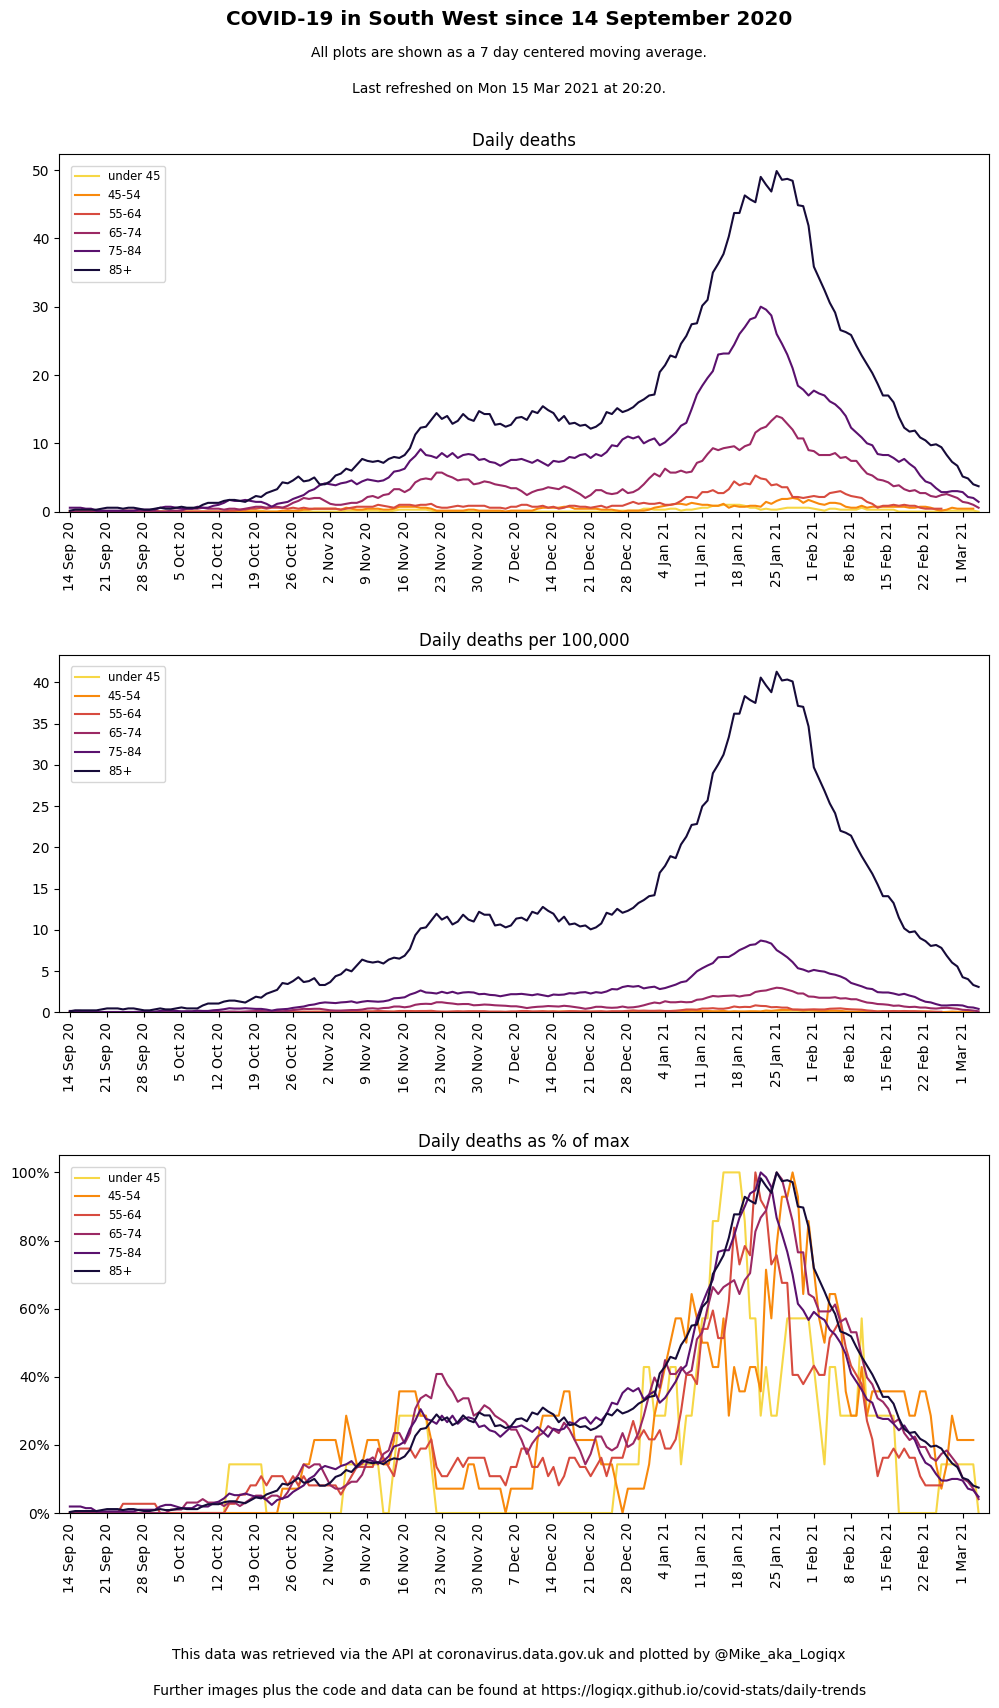 COVID-19 in South West since 14 September 2020
All plots are shown as a 7 day centered moving average.
Last refreshed on Mon 15 Mar 2021 at 20:20.
Daily deaths
50
40
30
20
10
0
under 45
45-54
55-64
65-74
75-84
85+
14 Sep 20
21 Sep 20
28 Sep 20
5 Oct 20
12 Oct 20
19 Oct 20
26 Oct 20
2 Nov 20
9 Nov 20
16 Nov 20
23 Nov 20
30 Nov 20
7 Dec 20
14 Dec 20
21 Dec 20
28 Dec 20
4 Jan 21
11 Jan 21
18 Jan 21
25 Jan 21
1 Feb 21
8 Feb 21
15 Feb 21
22 Feb 21
1 Mar 21
Daily deaths per 100,000
40
35
30
25
20
15
10
5
0
under 45
45-54
55-64
65-74
75-84
85+
14 Sep 20
21 Sep 20
28 Sep 20
5 Oct 20
12 Oct 20
19 Oct 20
26 Oct 20
2 Nov 20
9 Nov 20
16 Nov 20
23 Nov 20
30 Nov 20
7 Dec 20
14 Dec 20
21 Dec 20
28 Dec 20
4 Jan 21
11 Jan 21
18 Jan 21
25 Jan 21
1 Feb 21
8 Feb 21
15 Feb 21
22 Feb 21
1 Mar 21
Daily deaths as % of max
100%
80%
60%
40%
20%
0%
under 45
45-54
55-64
65-74
75-84
85+
14 Sep 20
21 Sep 20
28 Sep 20
5 Oct 20
12 Oct 20
19 Oct 20
26 Oct 20
2 Nov 20
9 Nov 20
16 Nov 20
23 Nov 20
30 Nov 20
7 Dec 20
14 Dec 20
21 Dec 20
28 Dec 20
4 Jan 21
11 Jan 21
18 Jan 21
25 Jan 21
1 Feb 21
8 Feb 21
15 Feb 21
22 Feb 21
1 Mar 21
This data was retrieved via the API at coronavirus.data.gov.uk and plotted by @Mike_aka_Logiqx
Further images plus the code and data can be found at https://logiqx.github.io/covid-stats/daily-trends